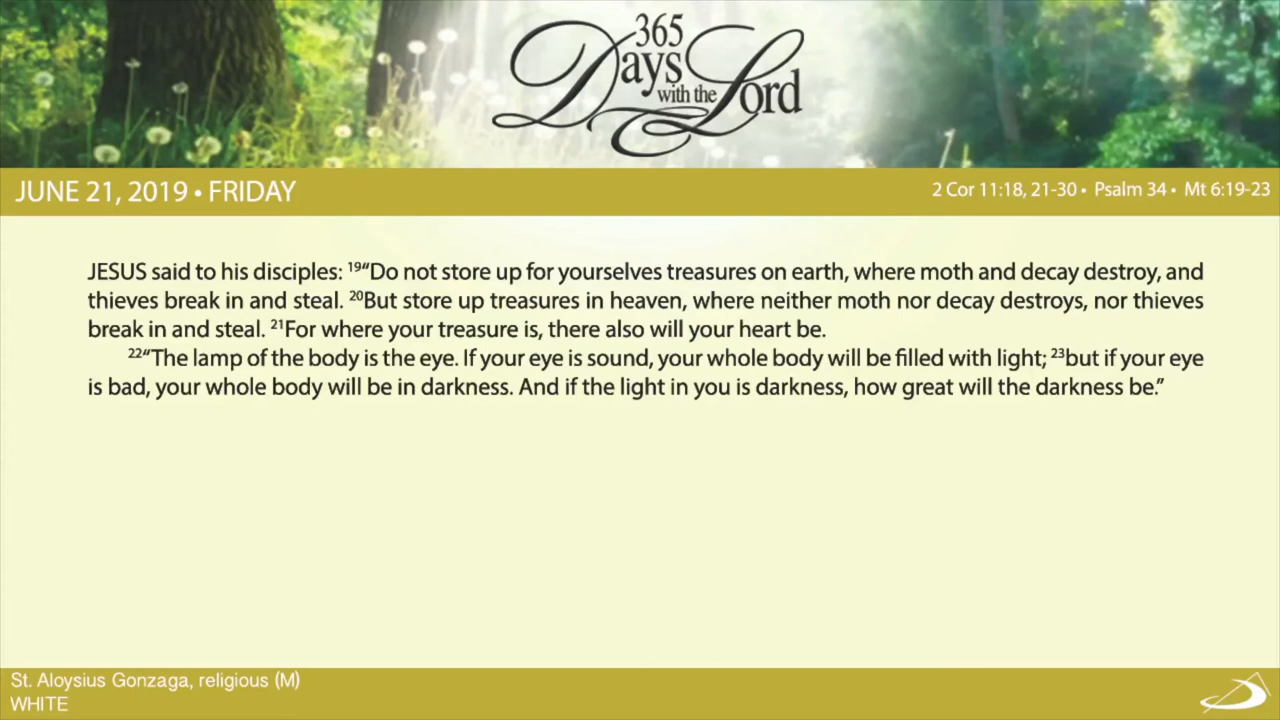 365
Days
with the
Lord
JUNE 21, 2019 • FRIDAY
2 Cor 11:18, 21-30 • Psalm 34 • Mt 6:19-23
JESUS said to his disciples: ¹⁹“Do not store up for yourselves treasures on earth, where moth and decay destroy, and
thieves break in and steal. ²⁰But store up treasures in heaven, where neither moth nor decay destroys, nor thieves
break in and steal. ²¹For where your treasure is, there also will your heart be.
²²“The lamp of the body is the eye. If your eye is sound, your whole body will be filled with light; ²³but if your eye
is bad, your whole body will be in darkness. And if the light in you is darkness, how great will the darkness be.”
St. Aloysius Gonzaga, religious (M)
WHITE